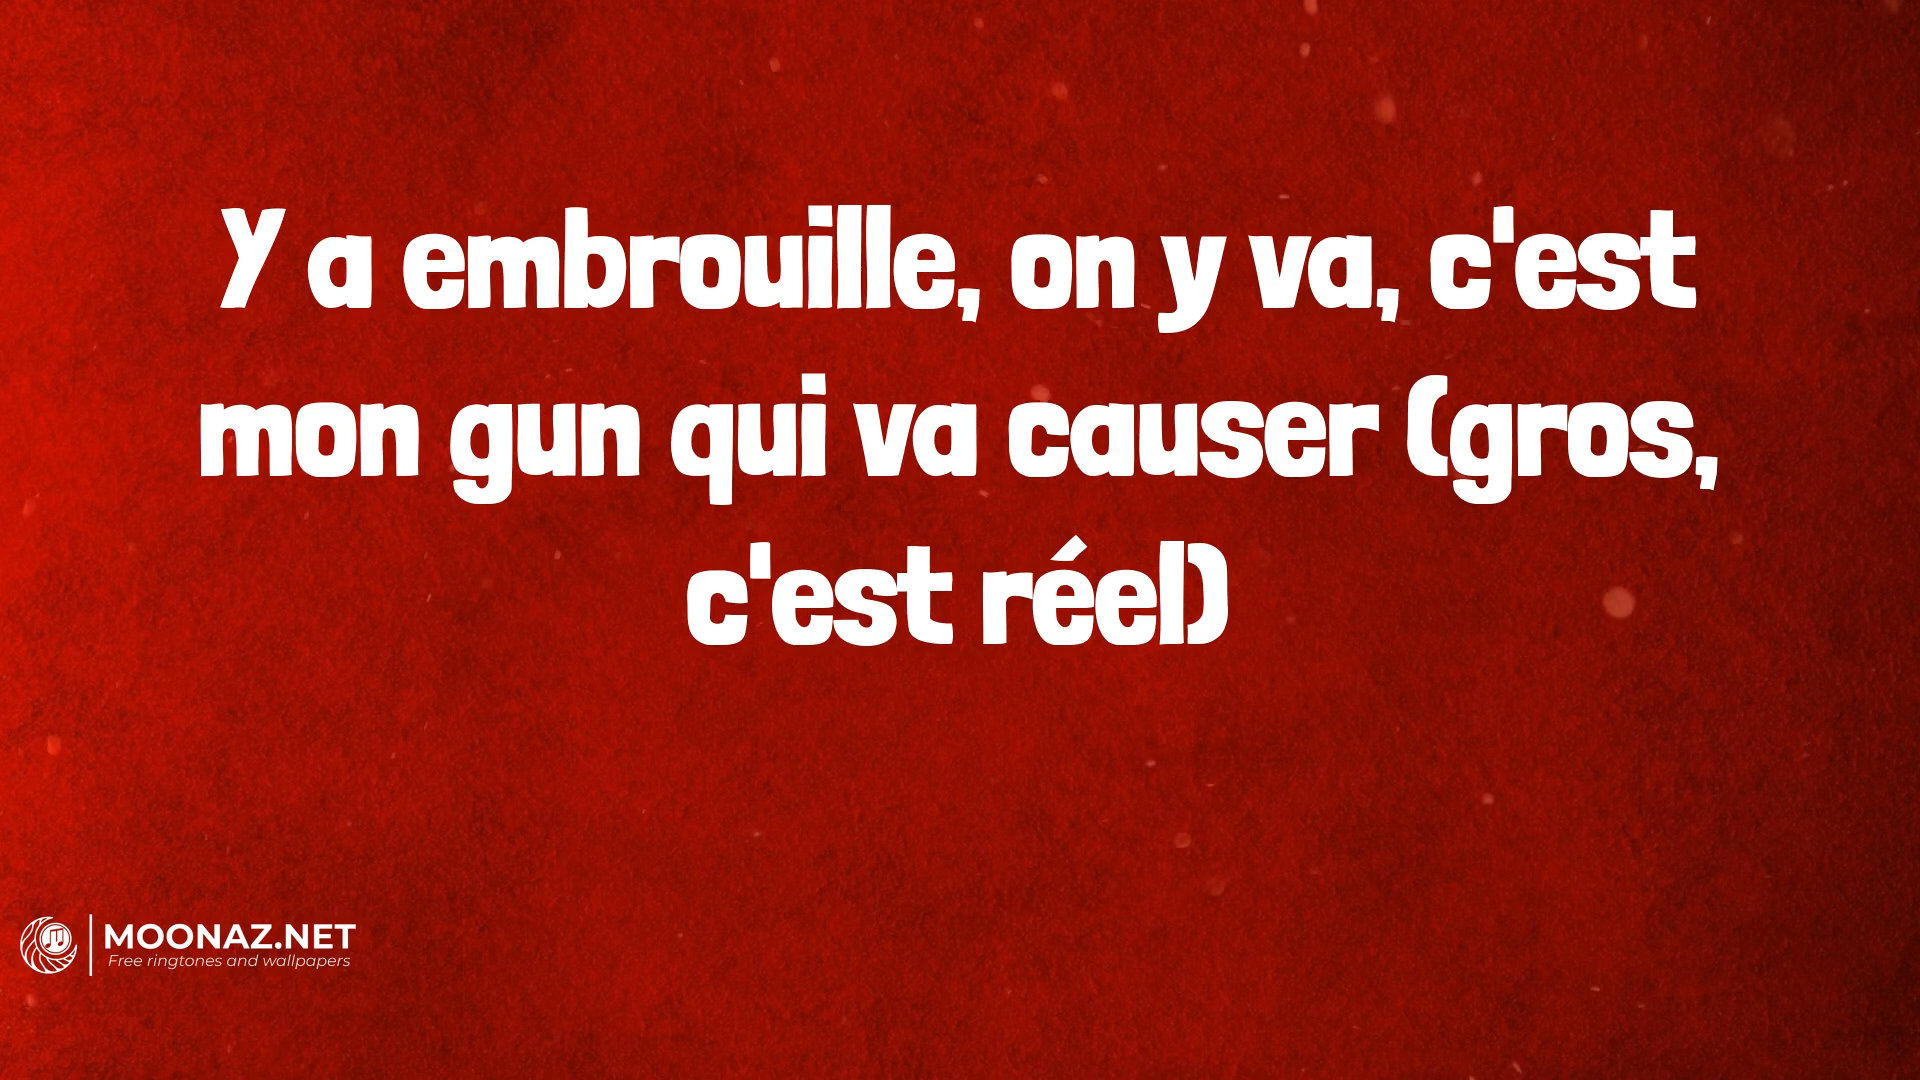 Y a embrouille, on y va, c'est
mon gun qui va causer (gros,
c'est réel)
MOONAZ.NET
Free ringtones and wallpapers